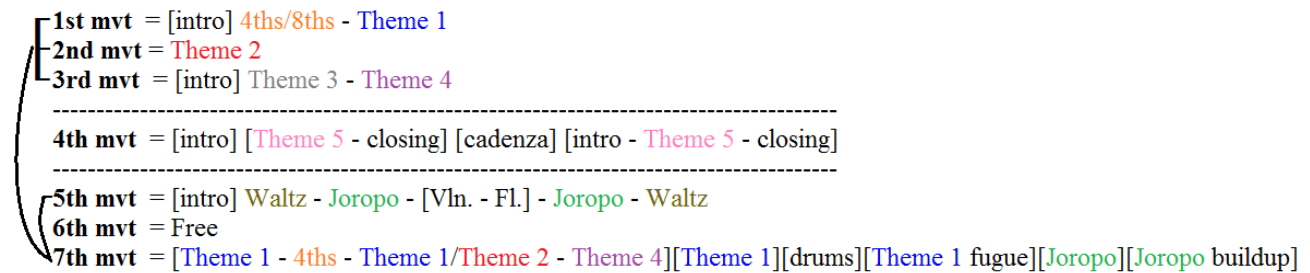 1st mvt = [intro] 4ths/8ths - Theme 1
2nd mvt = Theme 2
3rd mvt = [intro] Theme 3 - Theme 4
--------------------------------------------------------------------------------------------
4th mvt = [intro] [Theme 5 - closing] [cadenza] [intro - Theme 5 - closing]
--------------------------------------------------------------------------------------------
5th mvt = [intro] Waltz - Joropo - [Vln. - Fl.] - Joropo - Waltz
6th mvt = Free
7th mvt = [Theme 1 - 4ths - Theme 1/Theme 2 - Theme 4][Theme 1][drums][Theme 1 fugue][Joropo][Joropo buildup]